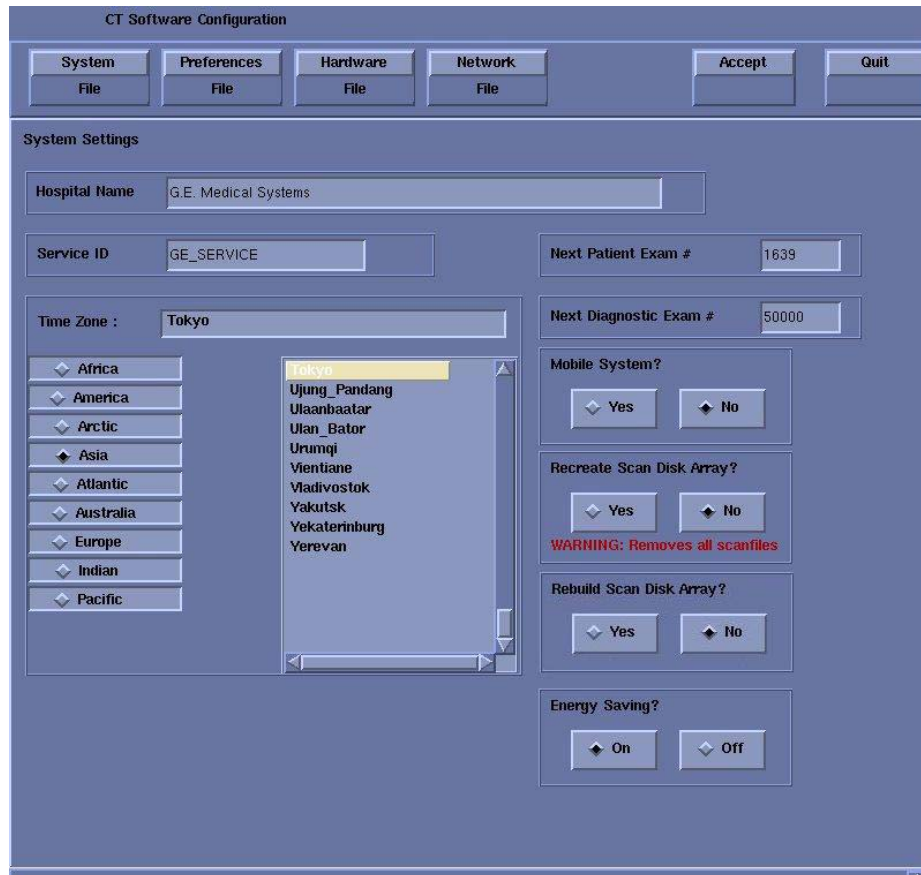 CT Software Configuration
System Preferences Hardware Network Accept Quit
File File File File
System Settings
Hospital Name G.E. Medical Systems
Service ID GE_SERVICE
Next Patient Exam # 1639
Time Zone : Tokyo
Next Diagnostic Exam # 50000
Africa
America
Arctic
Asia
Atlantic
Australia
Europe
Indian
Pacific
Tokyo
Ujung_Pandang
Ulaanbaatar
Ulan_Bator
Urumqi
Vientiane
Vladivostok
Yakutsk
Yekaterinburg
Yerevan
Mobile System?
Yes No
Recreate Scan Disk Array?
Yes No
WARNING: Removes all scanfiles
Rebuild Scan Disk Array?
Yes No
Energy Saving?
On Off